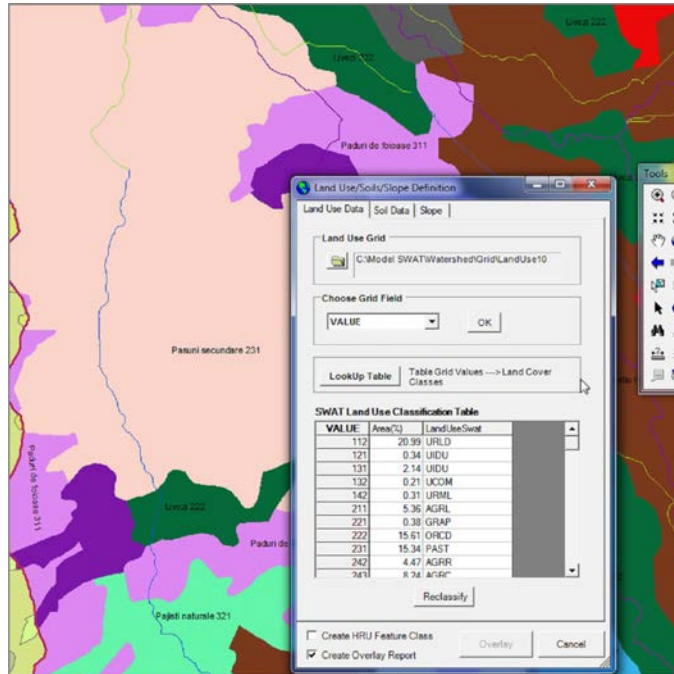 Livezi 222
Livezi 222
Paduri de foioase 311
Pasuni secundare 231
Paduri de foioase 311
Livezi 222
Paduri de
Pajisti naturale 321
Land Use/Soils/Slope Definition
Land Use Data Soil Data Slope
Land Use Grid
C:\Model SWAT\Watershed\Grid\LandUse10
Choose Grid Field
VALUE OK
LookUp Table Table Grid Values ---> Land Cover
Classes
SWAT Land Use Classification Table
VALUE Area(%) LandUseSwat
112 20.99 URLD
121 0.34 UIDU
131 2.14 UIDU
132 0.21 UCOM
142 0.31 URML
211 5.36 AGRL
221 0.38 GRAP
222 15.61 ORCD
231 15.34 PAST
242 4.47 AGRR
243 8.24 AGRC
Reclassify
Create HRU Feature Class
Create Overlay Report
Overlay Cancel
Tools